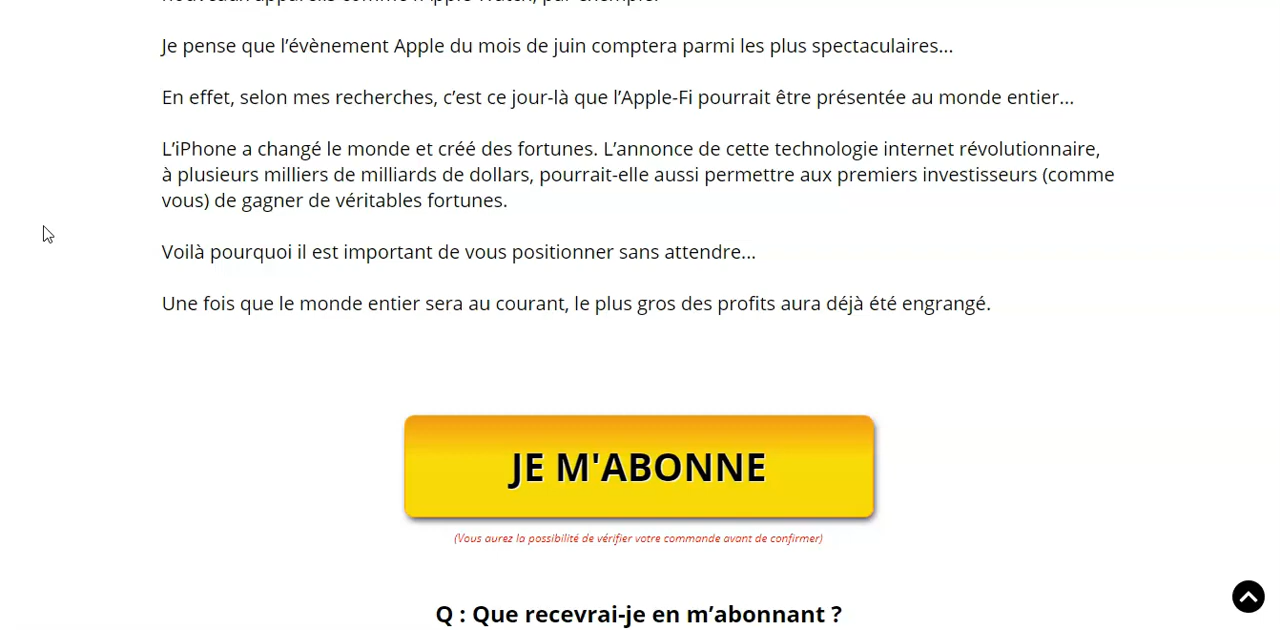 Je pense que l’évènement Apple du mois de juin comptera parmi les plus spectaculaires…
En effet, selon mes recherches, c’est ce jour-là que l’Apple-Fi pourrait être présentée au monde entier…
L’iPhone a changé le monde et créé des fortunes. L’annonce de cette technologie internet révolutionnaire,
à plusieurs milliers de milliards de dollars, pourrait-elle aussi permettre aux premiers investisseurs (comme
vous) de gagner de véritables fortunes.
Voilà pourquoi il est important de vous positionner sans attendre…
Une fois que le monde entier sera au courant, le plus gros des profits aura déjà été engrangé.
JE M'ABONNE
(Vous aurez la possibilité de vérifier votre commande avant de confirmer)
Q : Que recevrai-je en m’abonnant ?